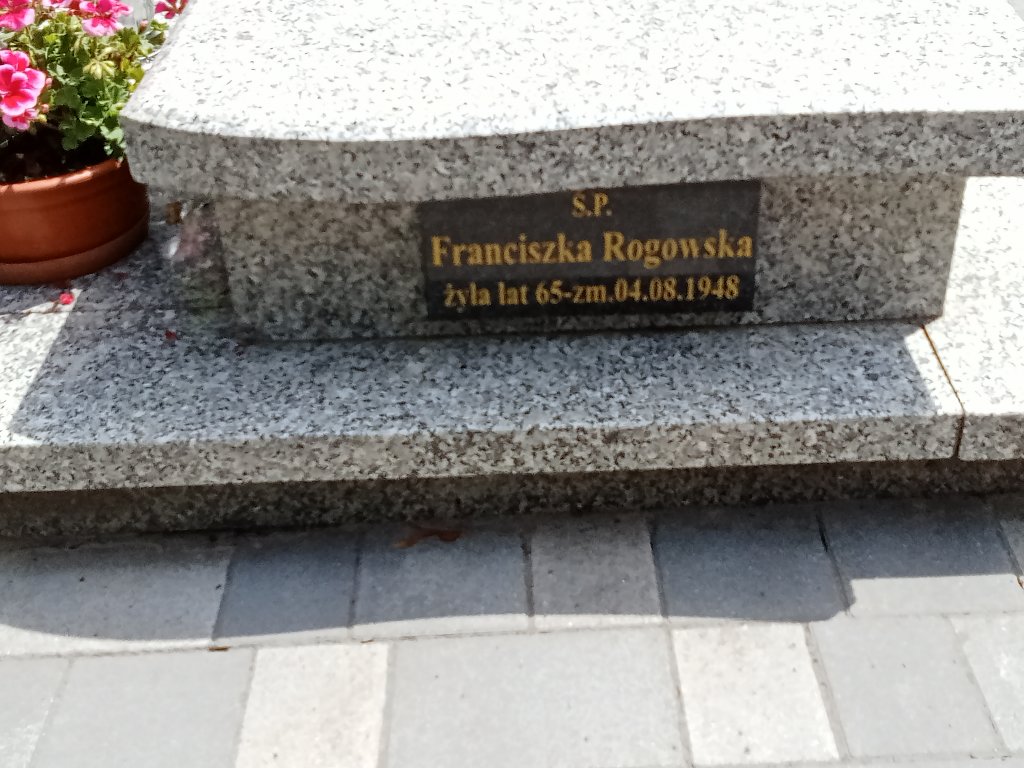 Ś.P.
Franciszka Rogowska
żyła lat 65-zm.04.08.1948